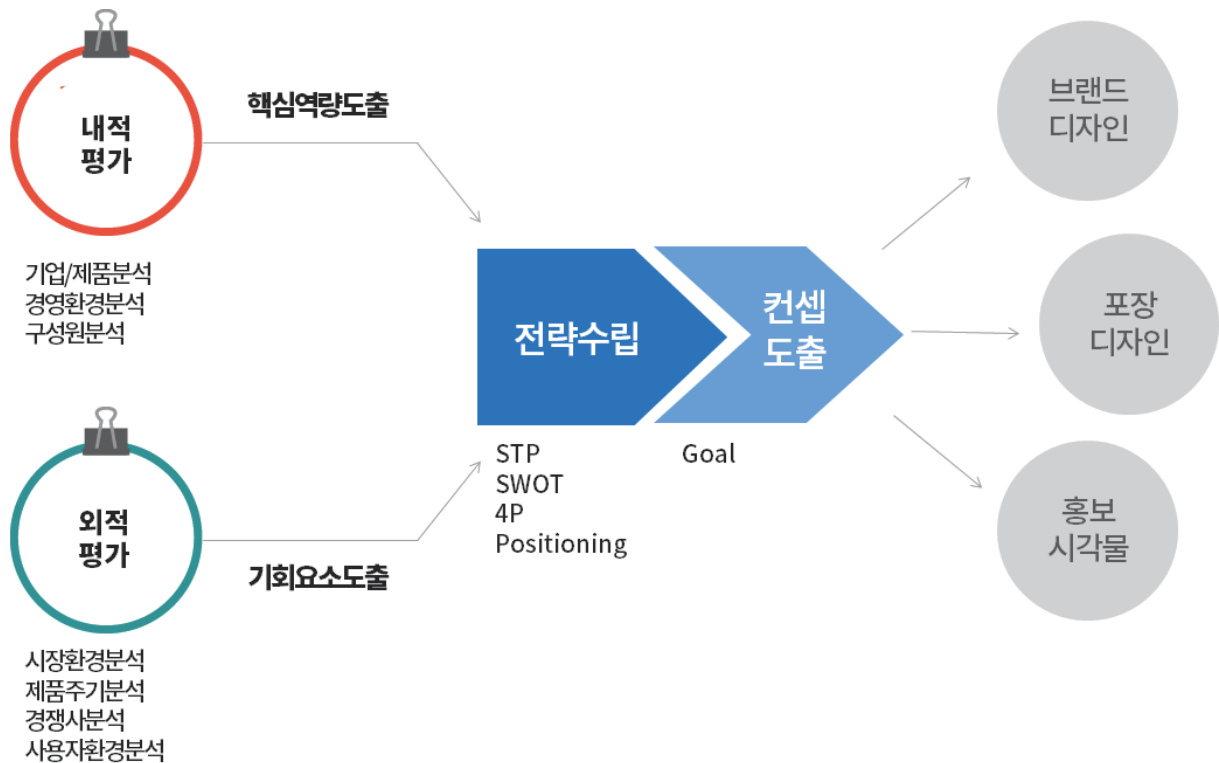 내적
평가
핵심역량도출
기업/제품분석
경영환경분석
구성원분석
외적
평가
기회요소도출
시장환경분석
제품주기분석
경쟁사분석
사용자환경분석
전략수립
STP
SWOT
4P
Positioning
컨셉
도출
Goal
브랜드
디자인
포장
디자인
홍보
시각물